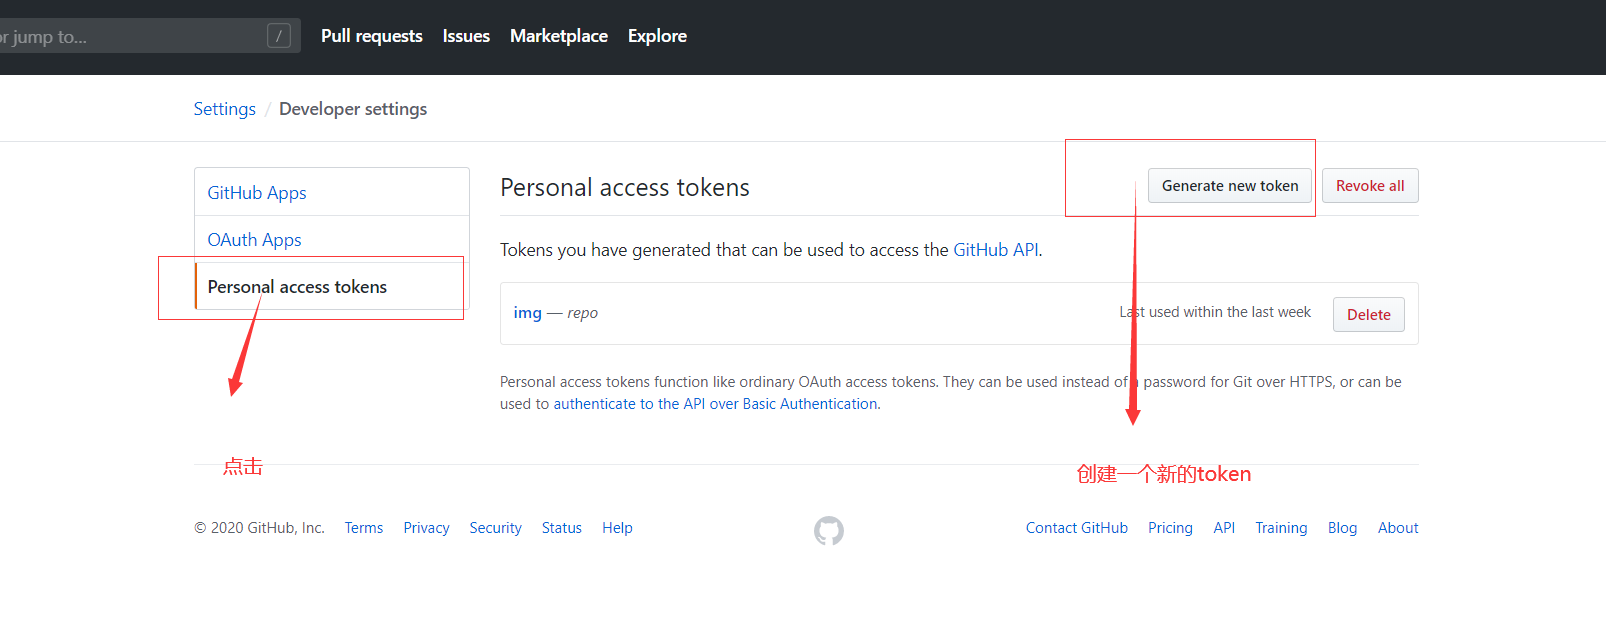 or jump to... /
Pull requests Issues Marketplace Explore
Settings / Developer settings
GitHub Apps
OAuth Apps
Personal access tokens
Personal access tokens
Generate new token Revoke all
Tokens you have generated that can be used to access the GitHub API.
img — repo
Last used within the last week Delete
Personal access tokens function like ordinary OAuth access tokens. They can be used instead of a password for Git over HTTPS, or can be
used to authenticate to the API over Basic Authentication.
点击
创建一个新的token
© 2020 GitHub, Inc. Terms Privacy Security Status Help
Contact GitHub Pricing API Training Blog About